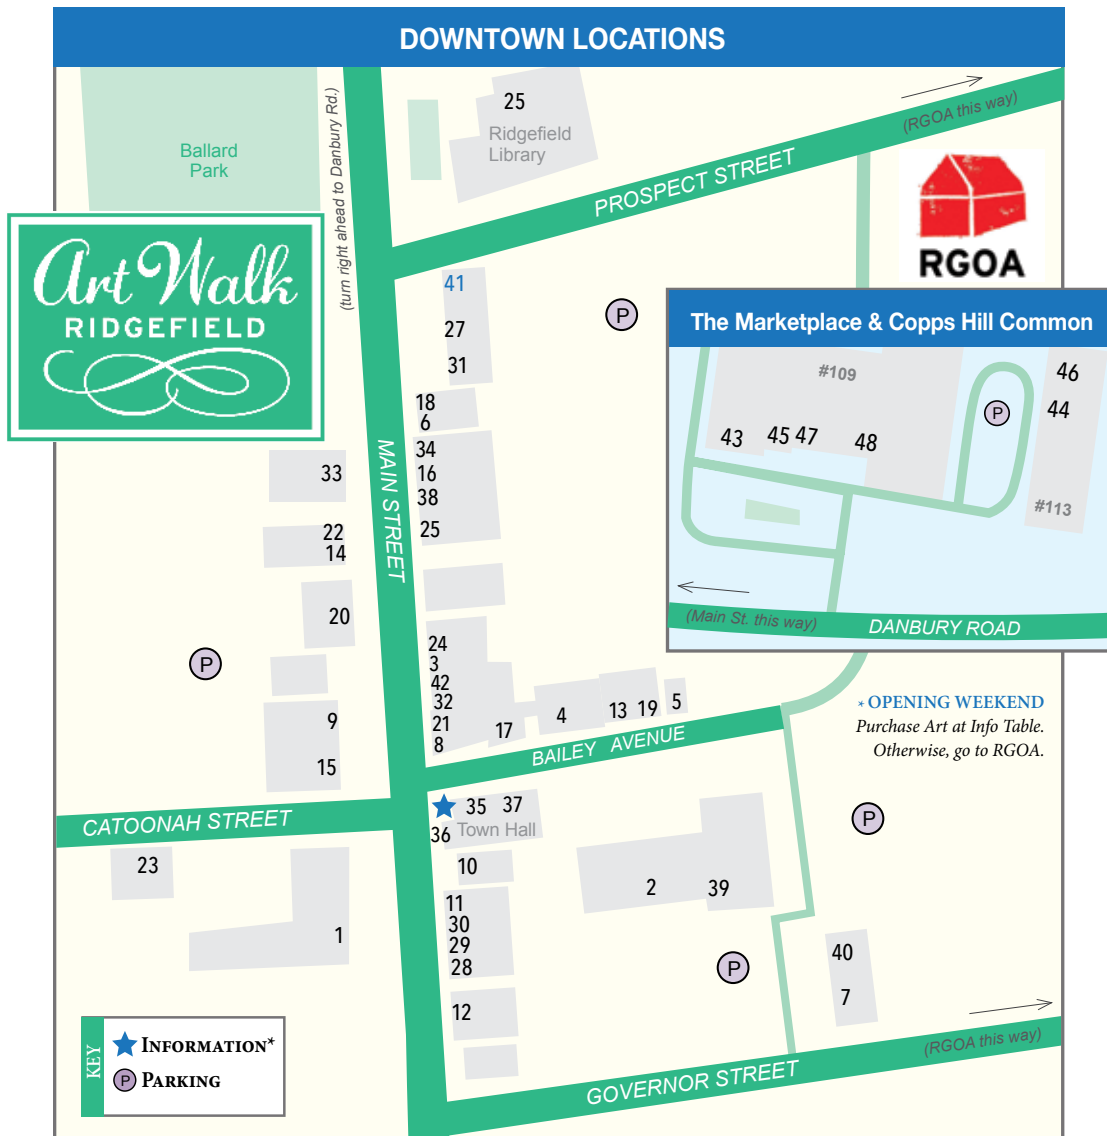 DOWNTOWN LOCATIONS
Ballard
Park
(turn right ahead to Danbury Rd.)
25
Ridgefield
Library
(RGOA this way)
PROSPECT STREET
RGOA
Art Walk
RIDGEFIELD
41
27
31
P
18
6
34
16
38
25
MAIN STREET
33
22
14
20
P
9
15
24
3
42
32
21
8
17
4
13
19
5
BAILEY AVENUE
The Marketplace & Copps Hill Common
#109
43
45
47
48
P
46
44
#113
(Main St. this way)
DANBURY ROAD
* OPENING WEEKEND
Purchase Art at Info Table.
Otherwise, go to RGOA.
CATOONAH STREET
23
1
35
37
36
Town Hall
10
11
30
29
28
12
2
39
P
P
40
7
(RGOA this way)
GOVERNOR STREET
KEY
INFORMATION*
P PARKING